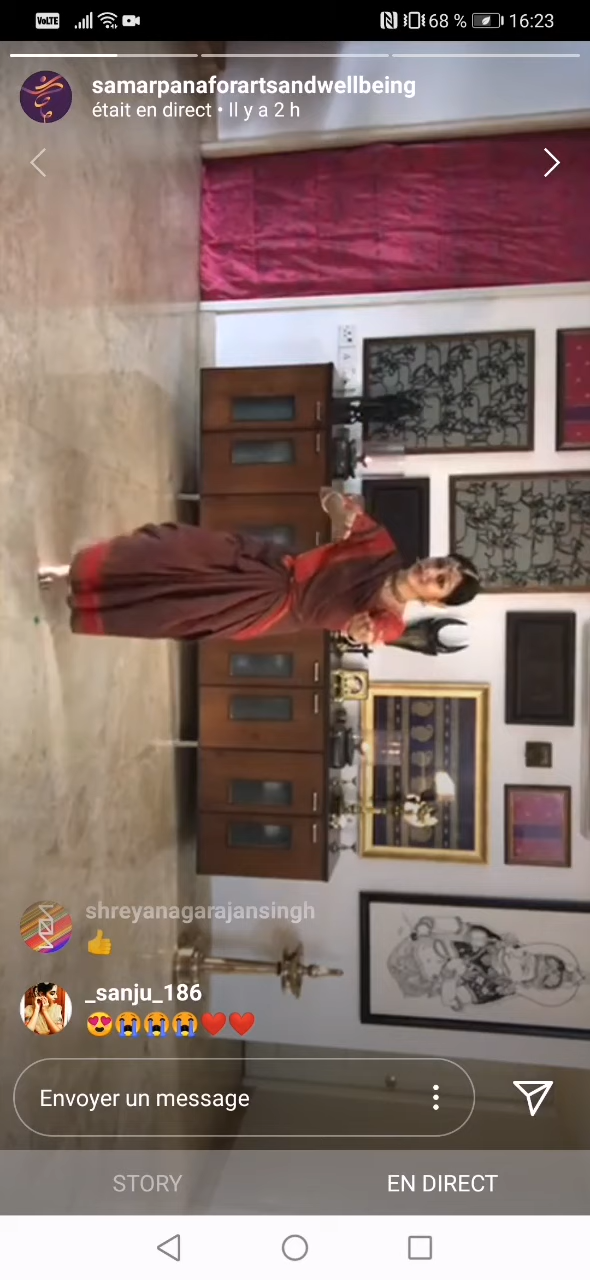 VoLTE 68 % 16:23
samarpanaforartsandwellbeing
était en direct • Il y a 2 h
shreyanagarajansingh
👍
_sanju_186
😍😭😭😭❤️❤️
Envoyer un message
STORY EN DIRECT